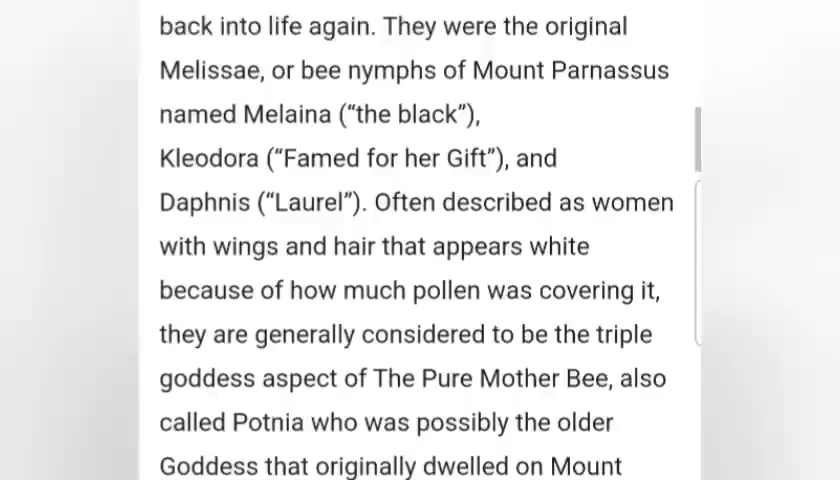 back into life again. They were the original
Melissae, or bee nymphs of Mount Parnassus
named Melaina (“the black”),
Kleodora (“Famed for her Gift”), and
Daphnis (“Laurel”). Often described as women
with wings and hair that appears white
because of how much pollen was covering it,
they are generally considered to be the triple
goddess aspect of The Pure Mother Bee, also
called Potnia who was possibly the older
Goddess that originally dwelled on Mount